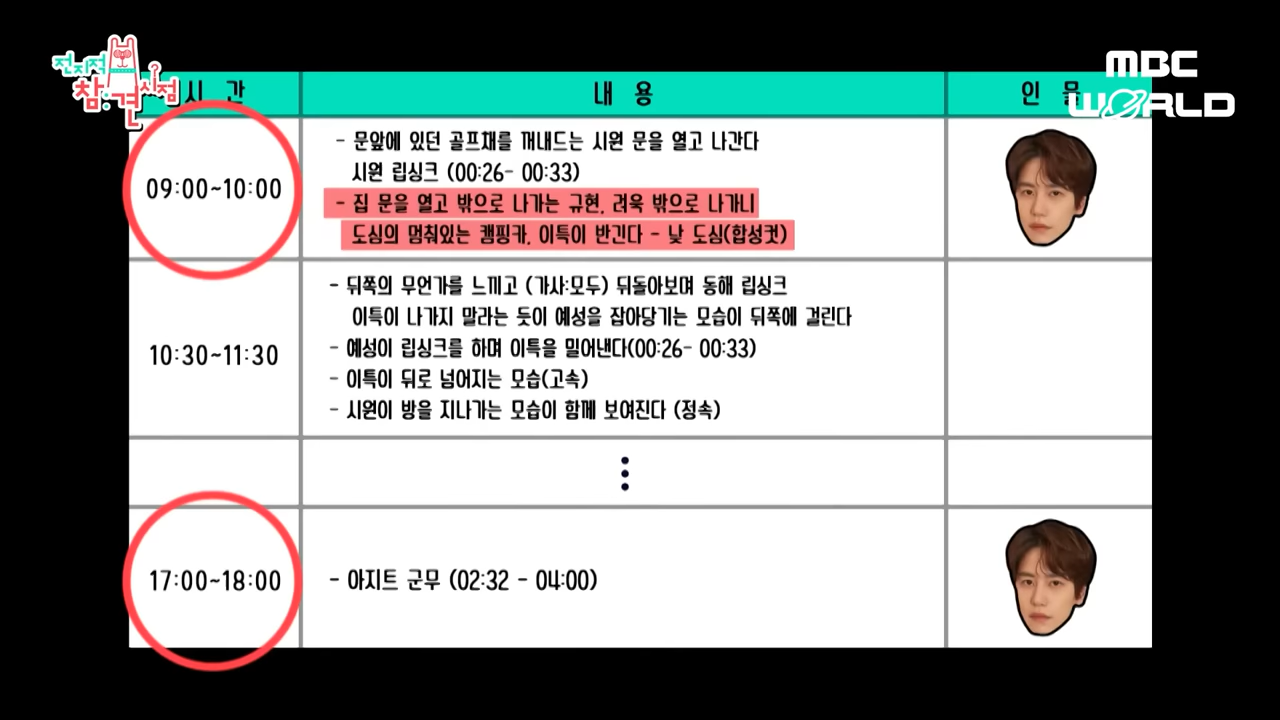 전지적
참견
시점
MBC
WORLD
시 간
내 용
인 물
09:00~10:00
- 문앞에 있던 골프채를 꺼내드는 시원 문을 열고 나간다
시원 립싱크 (00:26- 00:33)
- 집 문을 열고 밖으로 나가는 규현, 려욱 밖으로 나가니
도심의 멈춰있는 캠핑카, 이특이 반긴다 - 낮 도심(합성컷)
10:30~11:30
- 뒤쪽의 무언가를 느끼고 (가사:모두) 뒤돌아보며 동해 립싱크
이특이 나가지 말라는 듯이 예성을 잡아당기는 모습이 뒤쪽에 걸린다
- 예성이 립싱크를 하며 이특을 밀어낸다(00:26- 00:33)
- 이특이 뒤로 넘어지는 모습(고속)
- 시원이 방을 지나가는 모습이 함께 보여진다 (정속)
17:00~18:00
- 아지트 군무 (02:32 - 04:00)